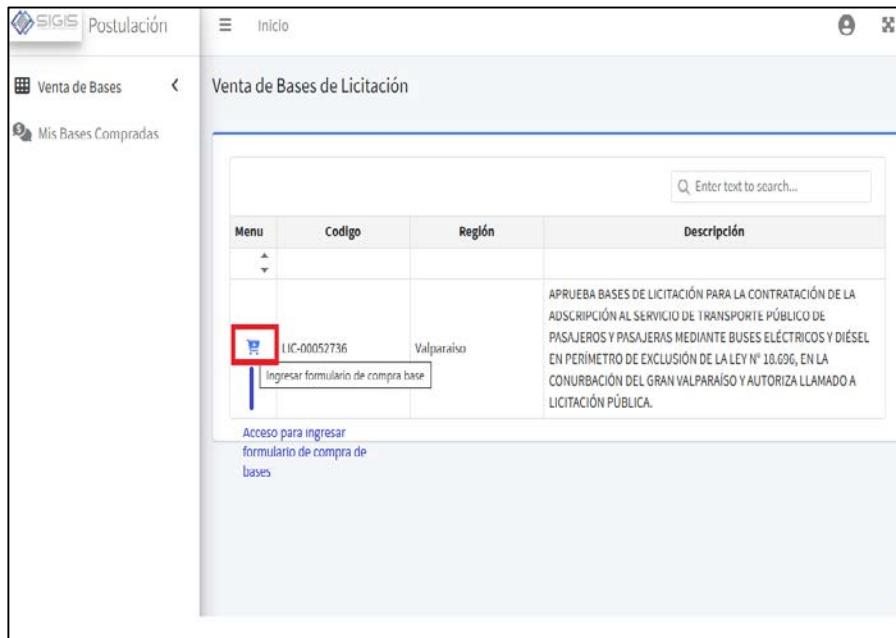 SIGIS Postulación
Inicio
Venta de Bases
Mis Bases Compradas
Venta de Bases de Licitación
Enter text to search...
Menu Codigo Región Descripción
LIC-00052736 Valparaiso
APRUEBA BASES DE LICITACIÓN PARA LA CONTRATACIÓN DE LA
ADSCRIPCIÓN AL SERVICIO DE TRANSPORTE PÚBLICO DE
PASAJEROS Y PASAJERAS MEDIANTE BUSES ELÉCTRICOS Y DIÉSEL
EN PERÍMETRO DE EXCLUSIÓN DE LA LEY N° 18.696, EN LA
CONURBACIÓN DEL GRAN VALPARAÍSO Y AUTORIZA LLAMADO A
LICITACIÓN PÚBLICA.
Ingresar formulario de compra base
Acceso para ingresar
formulario de compra de
bases